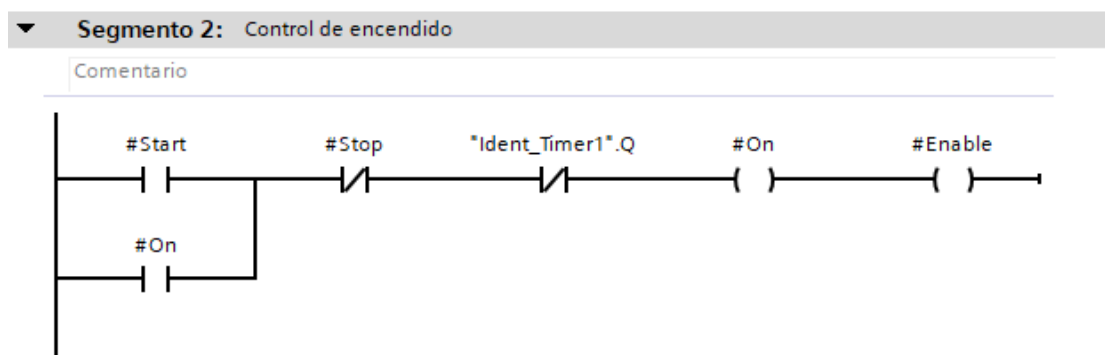 Segmento 2: Control de encendido
Comentario
#Start #Stop "Ident_Timer1".Q #On #Enable
#On